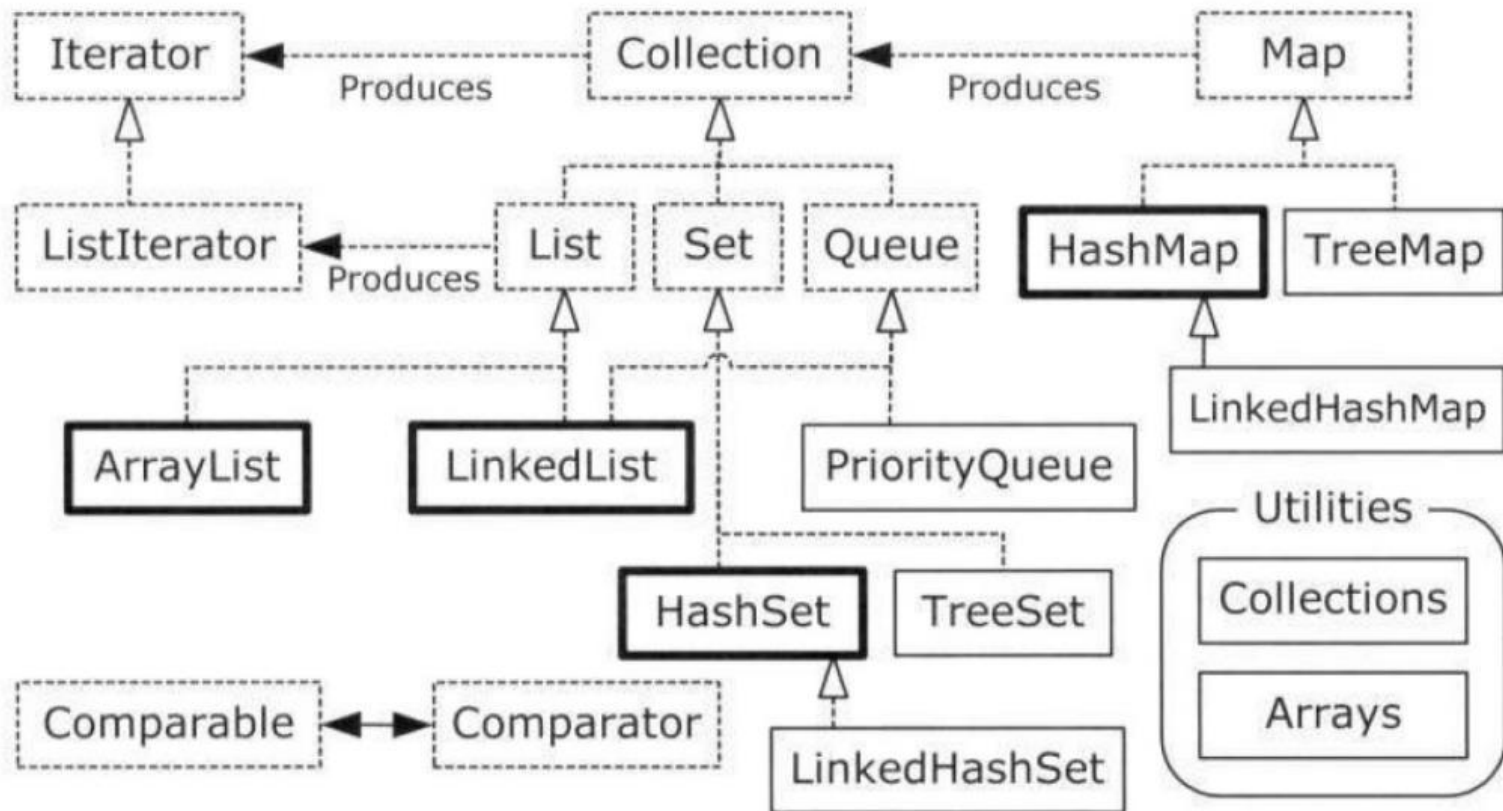 Iterator
Collection
Map
Produces
Produces
ListIterator
List
Set
Queue
HashMap
TreeMap
Produces
LinkedHashMap
ArrayList
LinkedList
PriorityQueue
Utilities
HashSet
TreeSet
Collections
Comparable
Comparator
Arrays
LinkedHashSet